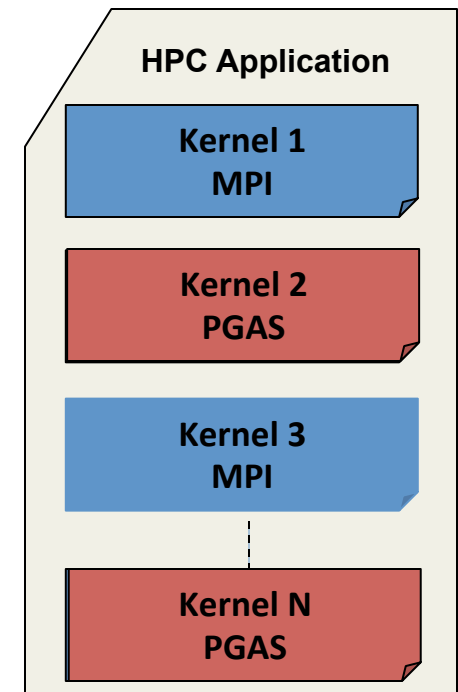 HPC Application
Kernel 1
MPI
Kernel 2
PGAS
Kernel 3
MPI
Kernel N
PGAS